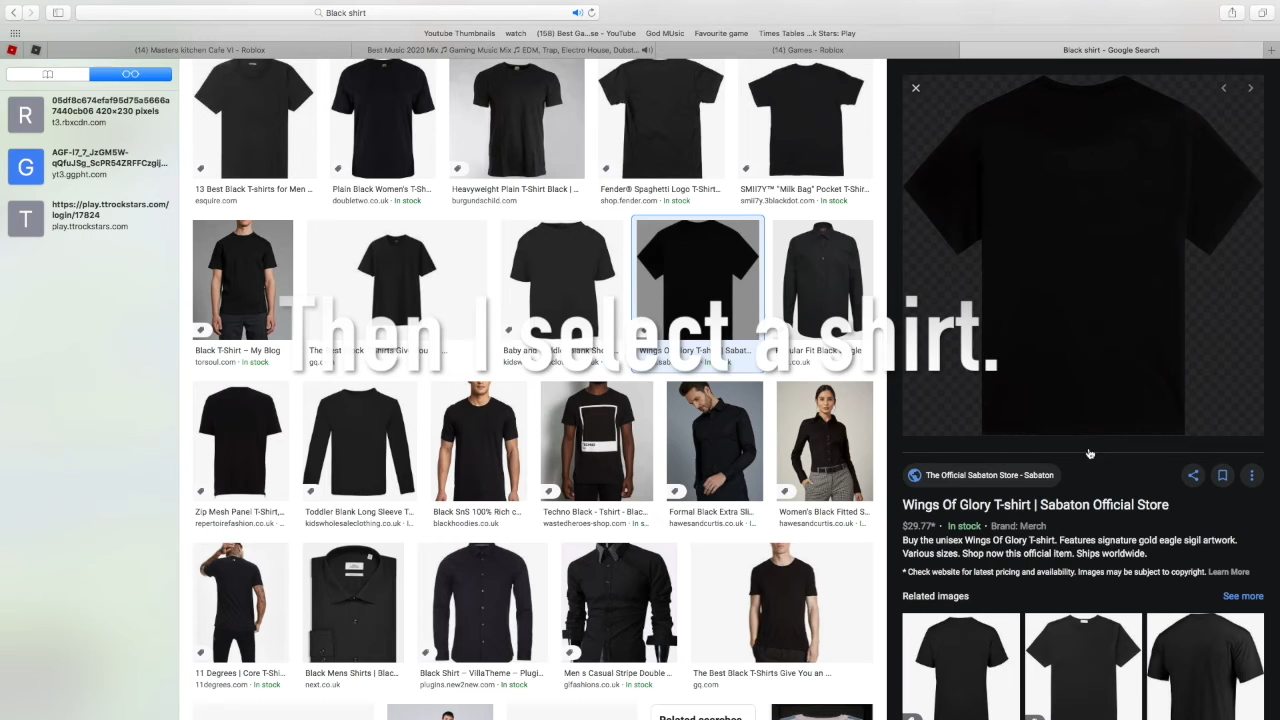 Black shirt
Youtube Thumbnails
watch
(158) Best Ga...se - YouTube
God MUsic
Favourite game
Times Tables ...k Stars: Play
(14) Masters kitchen Cafe VI - Roblox
Best Music 2020 Mix ♫ Gaming Music Mix ♫ EDM, Trap, Electro House, Dubst...
(14) Games - Roblox
Black shirt - Google Search
R
05df8c674efaf95d75a5666a
7440cb06 420×230 pixels
t3.rbxcdn.com
G
AGF-l7_7_JzGM5W-
qQfuJSg_ScPR54ZRFFCzgij...
yt3.ggpht.com
T
https://play.ttrockstars.com/
login/17824
play.ttrockstars.com
13 Best Black T-shirts for Men ...
esquire.com
Plain Black Women's T-Sh...
doubletwo.co.uk • In stock
Heavyweight Plain T-Shirt Black | ...
burgundschild.com
Fender® Spaghetti Logo T-Shirt...
shop.fender.com • In stock
SMII7Y™ "Milk Bag" Pocket T-Shir...
smii7y.3blackdot.com • In stock
Then I select a shirt.
Black T-Shirt – My Blog
torsoul.com • In stock
gq.com
Zip Mesh Panel T-Shirt,...
repertoirefashion.co.uk • ...
Toddler Blank Long Sleeve T...
kidswholesaleclothing.co.uk • I...
Black SnS 100% Rich c...
blackhoodies.co.uk
Techno Black - Tshirt - Blac...
wastedheroes-shop.com • In s...
Formal Black Extra Sli...
hawesandcurtis.co.uk • I...
Women's Black Fitted S...
hawesandcurtis.co.uk • I...
11 Degrees | Core T-Shi...
11degrees.com • In stock
Black Mens Shirts | Blac...
next.co.uk
Black Shirt – VillaTheme – Plugi...
plugins.new2new.com • In stock
Men s Casual Stripe Double ...
glfashions.co.uk • In stock
The Best Black T-Shirts Give You an ...
gq.com
Related searches
The Official Sabaton Store - Sabaton
Wings Of Glory T-shirt | Sabaton Official Store
$29.77* • In stock • Brand: Merch
Buy the unisex Wings Of Glory T-shirt. Features signature gold eagle sigil artwork.
Various sizes. Shop now this official item. Ships worldwide.
* Check website for latest pricing and availability. Images may be subject to copyright. Learn More
Related images
See more